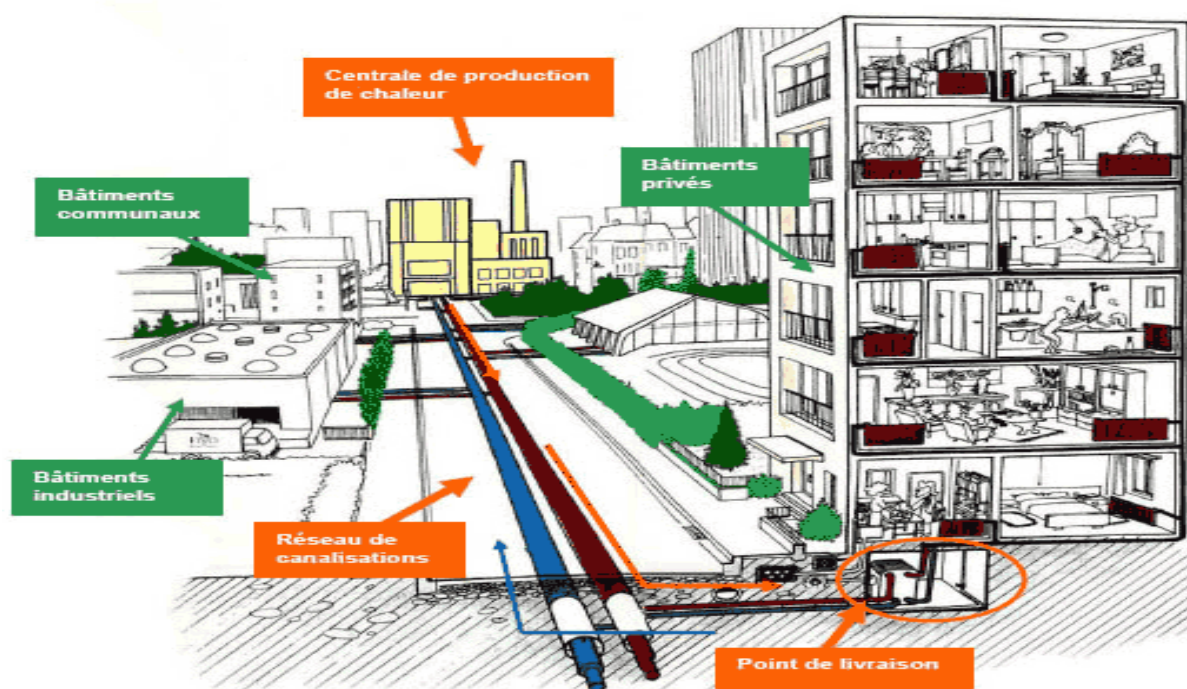 Centrale de production
de chaleur
Bâtiments
privés
Bâtiments
communaux
Bâtiments
industriels
Réseau de
canalisations
Point de livraison